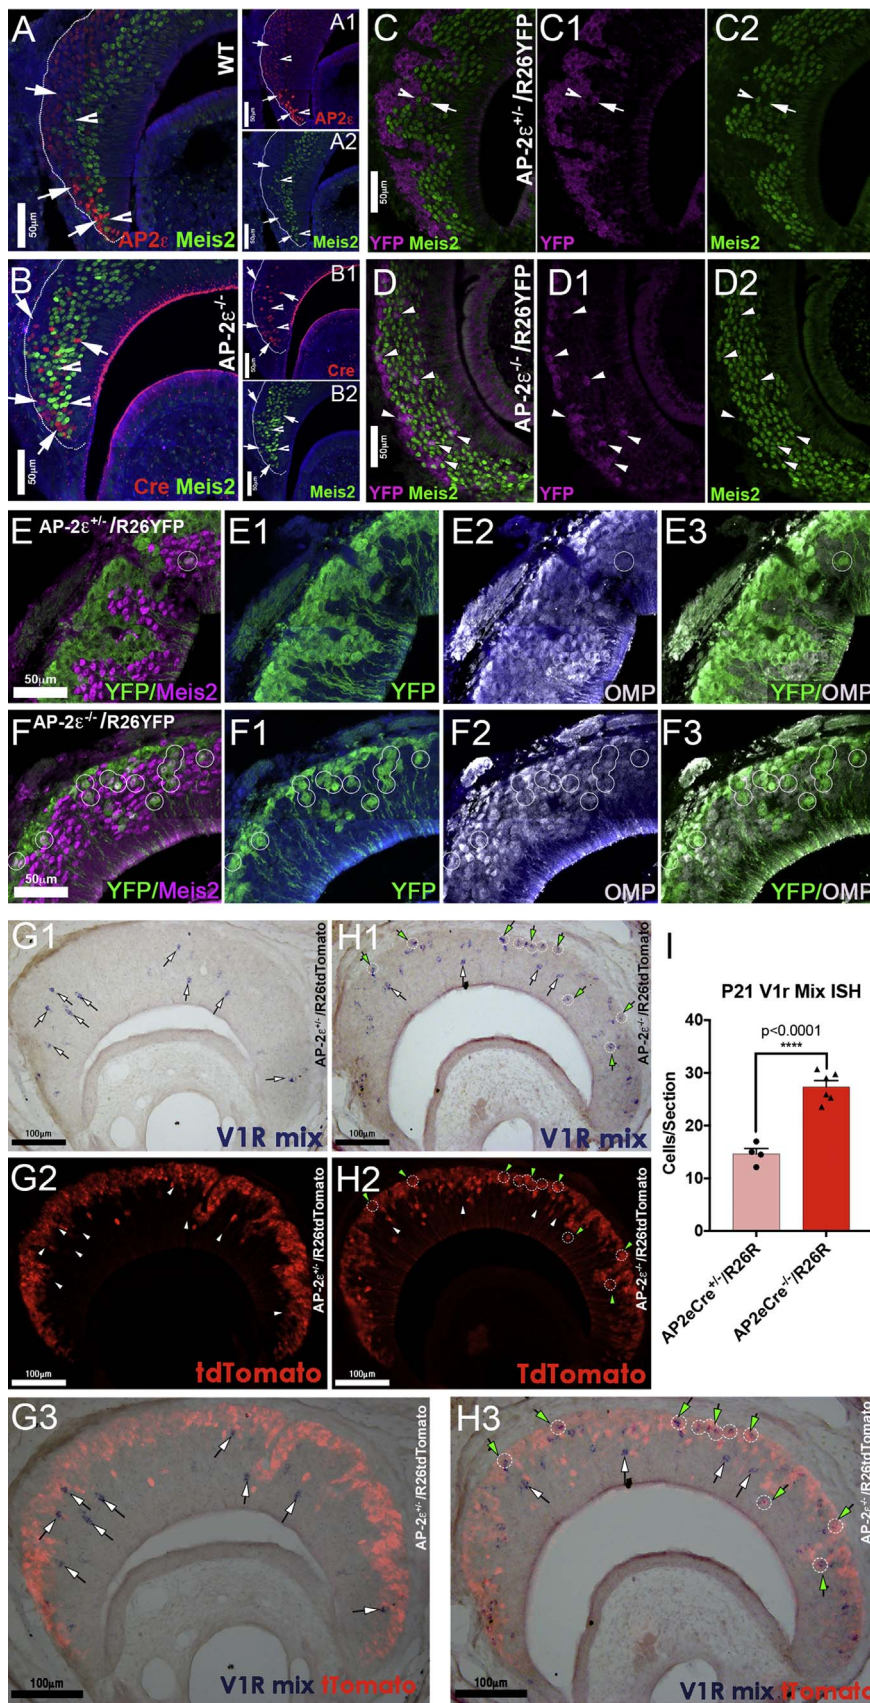 A
WT
50µm
AP2ε Meis2
A1
50µm
AP2ε
A2
50µm
Meis2
C
AP-2ε+/-/R26YFP
50µm
YFP Meis2
C1
YFP
C2
Meis2
B
AP-2ε-/-
50µm
Cre Meis2
B1
50µm
Cre
B2
50µm
Meis2
D
AP-2ε-/-/R26YFP
50µm
YFP Meis2
D1
YFP
D2
Meis2
E AP-2ε+/-/R26YFP
50µm
YFP/Meis2
E1
YFP
E2
OMP
E3
YFP/OMP
F AP-2ε-/-/R26YFP
50µm
YFP/Meis2
F1
YFP
F2
OMP
F3
YFP/OMP
G1
AP-2ε+/-/R26tdTomato
100µm
V1R mix
H1
AP-2ε-/-/R26tdTomato
100µm
V1R mix
I
P21 V1r Mix ISH
p<0.0001
****
Cells/Section
40
30
20
10
0
AP2eCre+/-/R26R
AP2eCre-/-/R26R
G2
AP-2ε+/-/R26tdTomato
100µm
tdTomato
H2
AP-2ε-/-/R26tdTomato
100µm
TdTomato
G3
AP-2ε+/-/R26tdTomato
100µm
V1R mix tTomato
H3
AP-2ε-/-/R26tdTomato
100µm
V1R mix tTomato